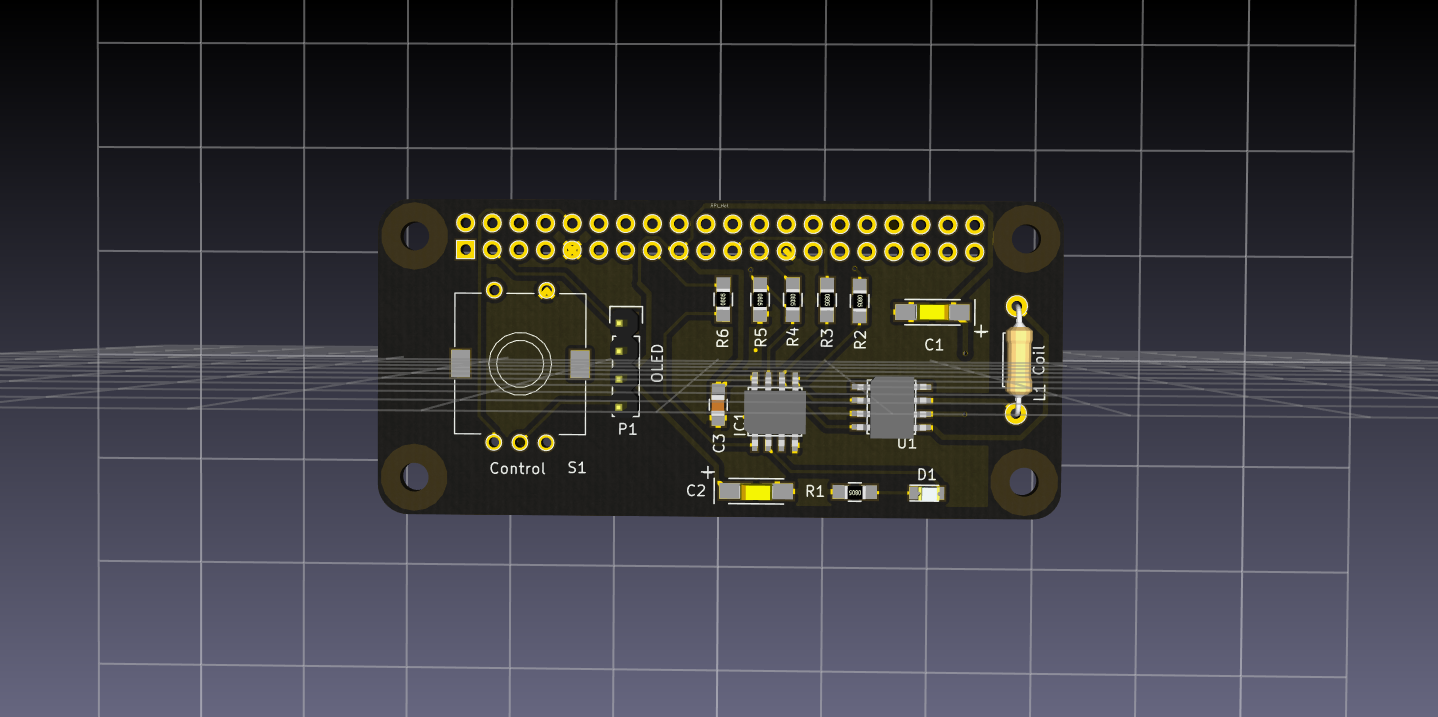 R6
R5
R4
R3
R2
C1
+
OLED
L1 Coil
P1
C3
IC1
U1
Control
S1
+
C2
R1
D1